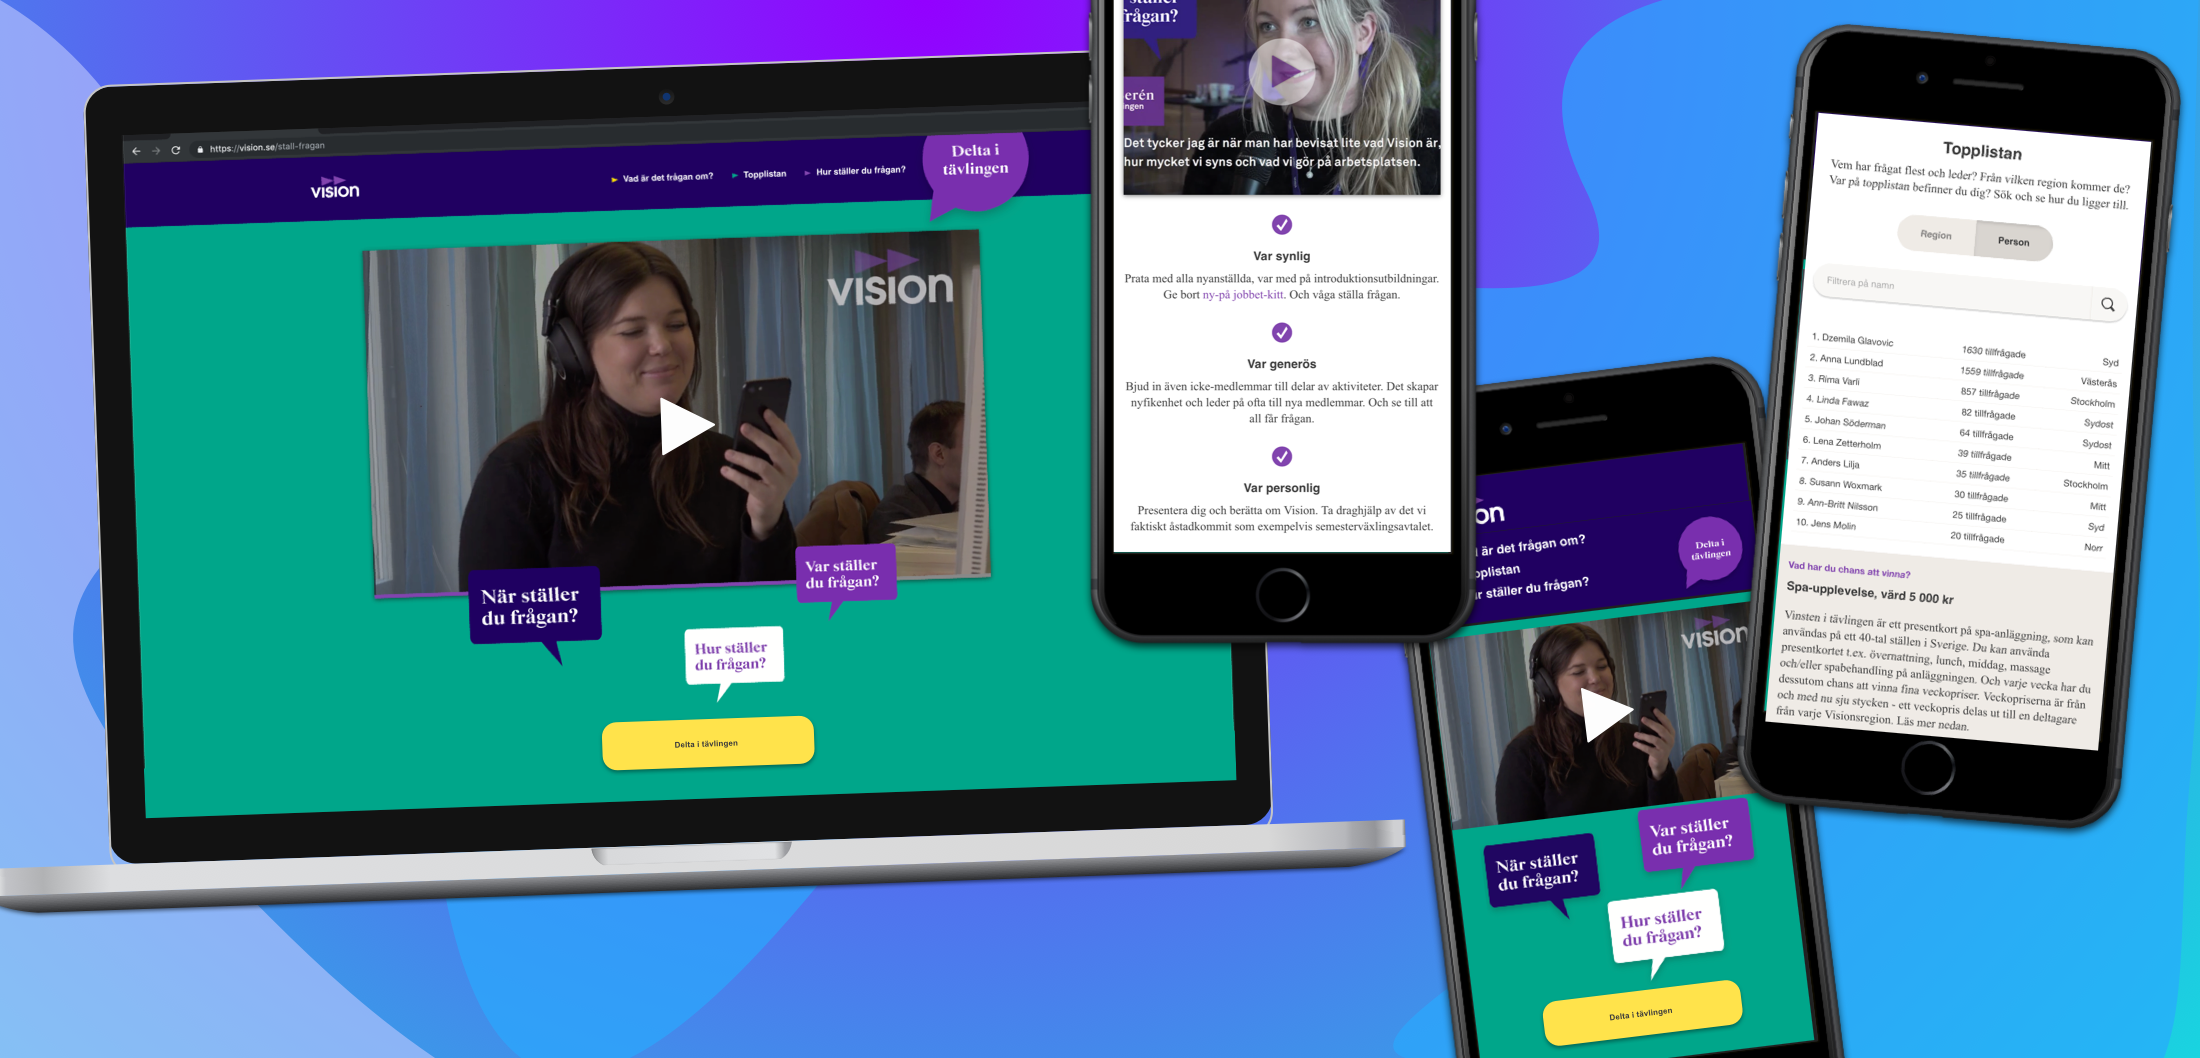 https://vision.se/stall-fragan
vision
Vad är det frågan om?
Topplistan
Hur ställer du frågan?
Delta i
tävlingen
vision
När ställer
du frågan?
Var ställer
du frågan?
Hur ställer
du frågan?
Delta i tävlingen
frågan?
erén
ingen
Det tycker jag är när man har bevisat lite vad Vision är,
hur mycket vi syns och vad vi gör på arbetsplatsen.
Var synlig
Prata med alla nyanställda, var med på introduktionsutbildningar.
Ge bort ny-på jobbet-kitt. Och våga ställa frågan.
Var generös
Bjud in även icke-medlemmar till delar av aktiviteter. Det skapar
nyfikenhet och leder på ofta till nya medlemmar. Och se till att
all får frågan.
Var personlig
Presentera dig och berätta om Vision. Ta draghjälp av det vi
faktiskt åstadkommit som exempelvis semesterväxlingsavtalet.
on
är det frågan om?
pplistan
r ställer du frågan?
Delta i
tävlingen
vision
När ställer
du frågan?
Var ställer
du frågan?
Hur ställer
du frågan?
Delta i tävlingen
Topplistan
Vem har frågat flest och leder? Från vilken region kommer de?
Var på topplistan befinner du dig? Sök och se hur du ligger till.
Region Person
Filtrera på namn
1. Dzemila Glavovic 1630 tillfrågade Syd
2. Anna Lundblad 1559 tillfrågade Västerås
3. Rima Varli 857 tillfrågade Stockholm
4. Linda Fawaz 82 tillfrågade Sydost
5. Johan Söderman 64 tillfrågade Sydost
6. Lena Zetterholm 39 tillfrågade Mitt
7. Anders Lilja 35 tillfrågade Stockholm
8. Susann Woxmark 30 tillfrågade Mitt
9. Ann-Britt Nilsson 25 tillfrågade Syd
10. Jens Molin 20 tillfrågade Norr
Vad har du chans att vinna?
Spa-upplevelse, värd 5 000 kr
Vinsten i tävlingen är ett presentkort på spa-anläggning, som kan
användas på ett 40-tal ställen i Sverige. Du kan använda
presentkortet t.ex. övernattning, lunch, middag, massage
och/eller spabehandling på anläggningen. Och varje vecka har du
dessutom chans att vinna fina veckopriser. Veckopriserna är från
och med nu sju stycken - ett veckopris delas ut till en deltagare
från varje Visionsregion. Läs mer nedan.